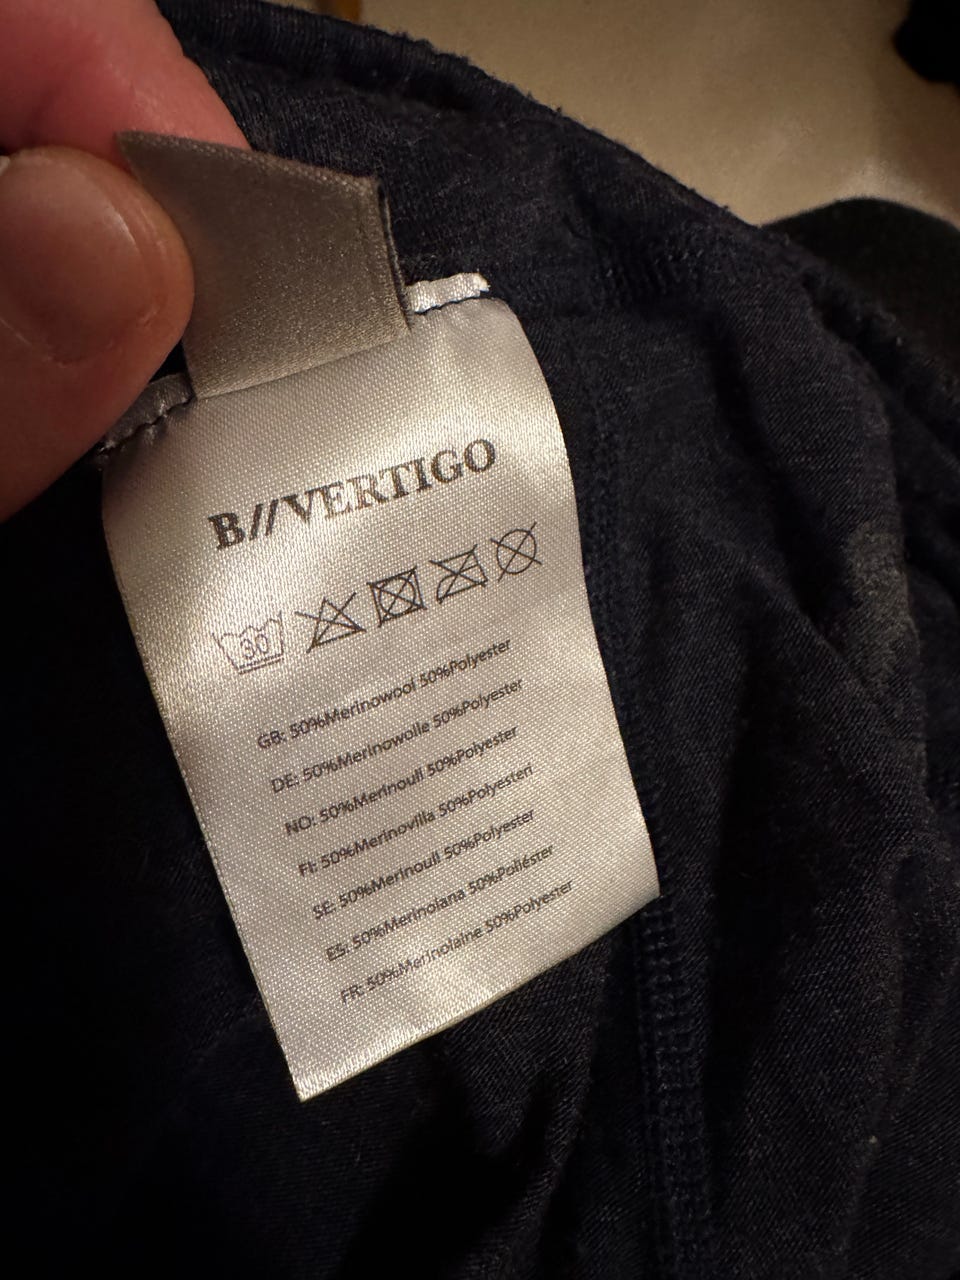 B//VERTIGO
30
GB: 50%Merinowool 50%Polyester
DE: 50%Merinowolle 50%Polyester
NO: 50%Merinoull 50%Polyester
FI: 50%Merinovilla 50%Polyesteri
SE: 50%Merinoull 50%Polyester
ES: 50%Merinolana 50%Poliéster
FR: 50%Merinolaine 50%Polyester